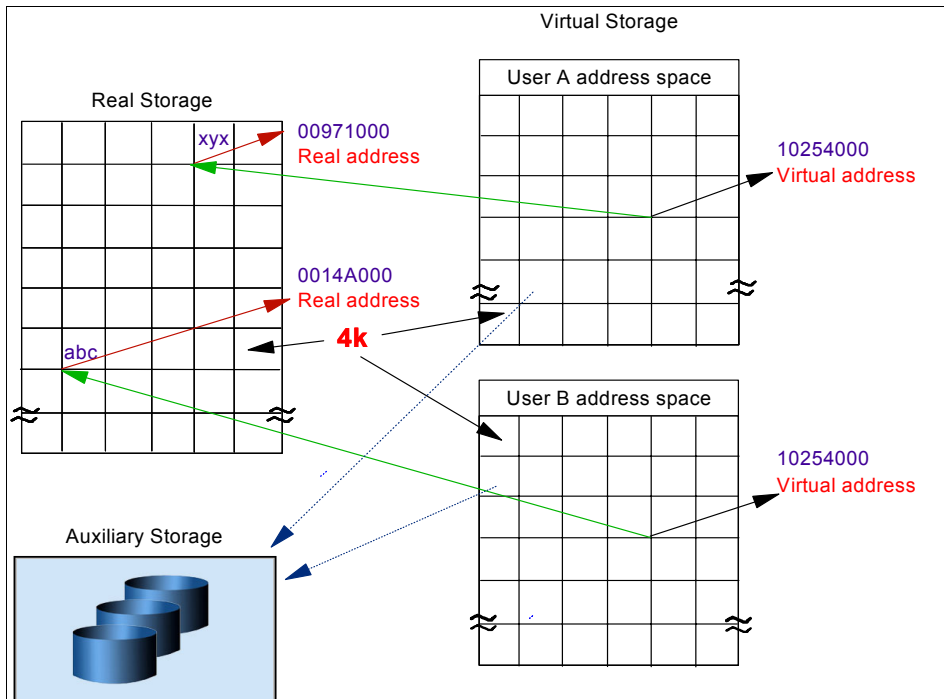 Virtual Storage
User A address space
Real Storage
xyx
00971000
Real address
10254000
Virtual address
0014A000
Real address
4k
abc
User B address space
10254000
Virtual address
Auxiliary Storage